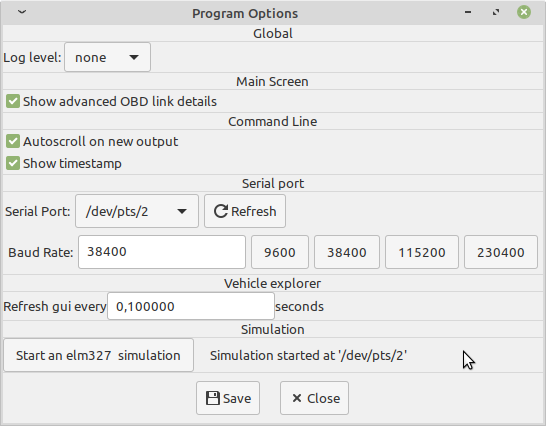 Program Options
Global
Log level: none
Main Screen
Show advanced OBD link details
Command Line
Autoscroll on new output
Show timestamp
Serial port
Serial Port: /dev/pts/2 Refresh
Baud Rate: 38400 9600 38400 115200 230400
Vehicle explorer
Refresh gui every 0,100000 seconds
Simulation
Start an elm327  simulation Simulation started at '/dev/pts/2'
Save Close